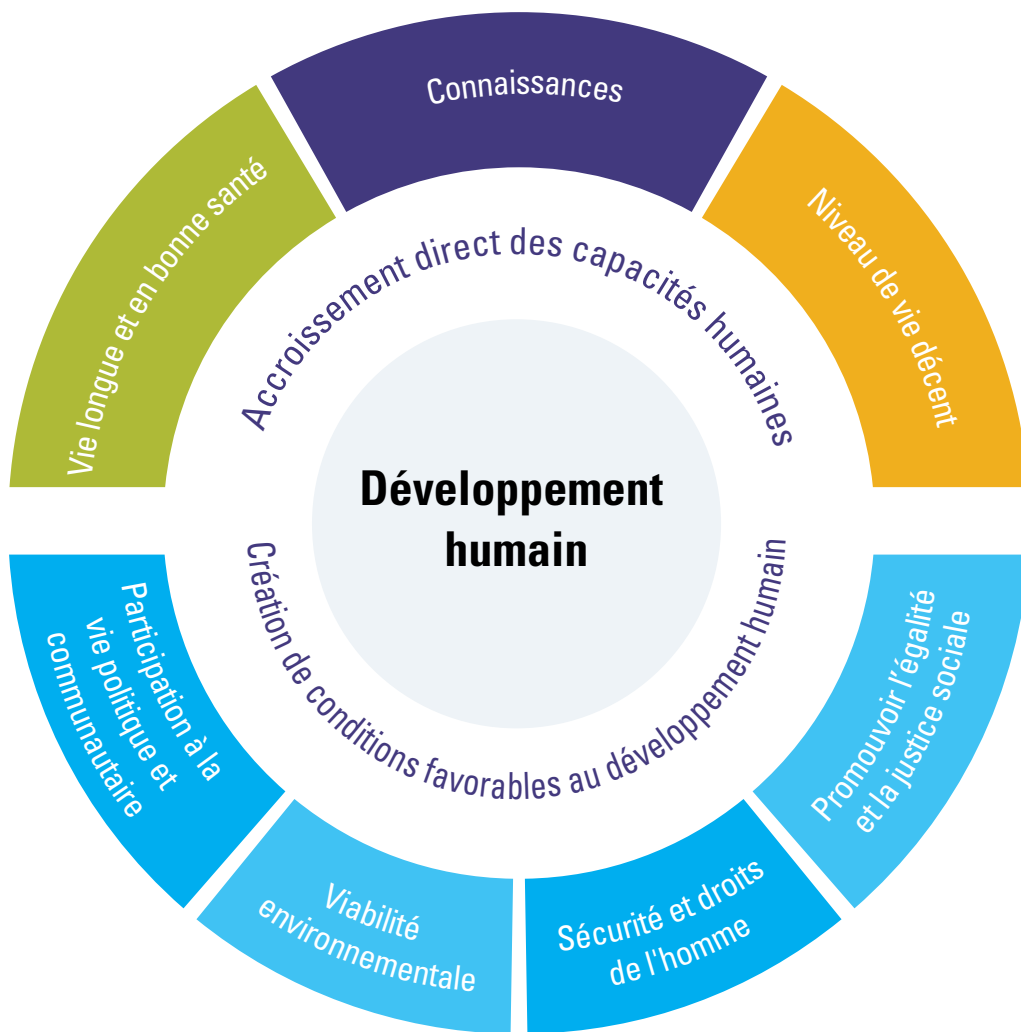 Connaissances
Vie longue et en bonne santé
Niveau de vie décent
Accroissement direct des capacités humaines
Développement
humain
Création de conditions favorables au développement humain
Participation à la
vie politique et
communautaire
Viabilité
environnementale
Sécurité et droits
de l'homme
Promouvoir l'égalité
et la justice sociale